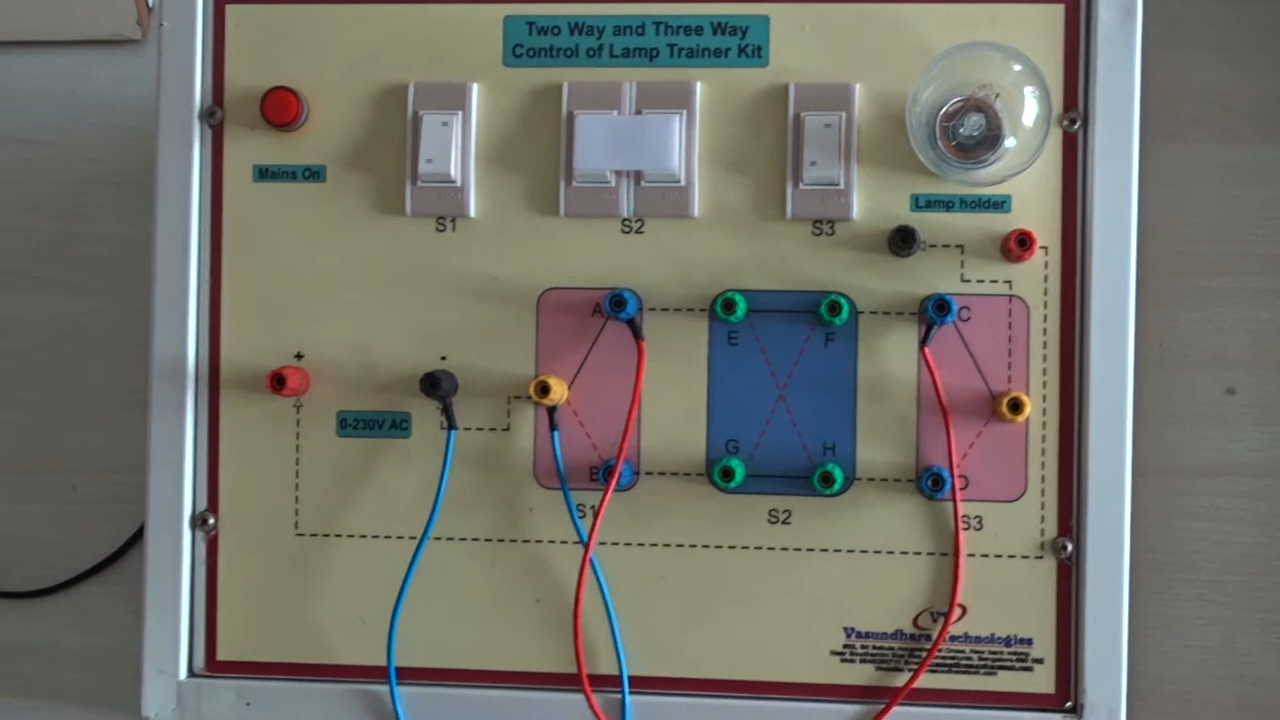 Two Way and Three Way
Control of Lamp Trainer Kit
Mains On
S1
S2
S3
Lamp holder
A
E
F
C
+
-
0-230V AC
B
G
H
D
S1
S2
S3
Vasundhara Technologies